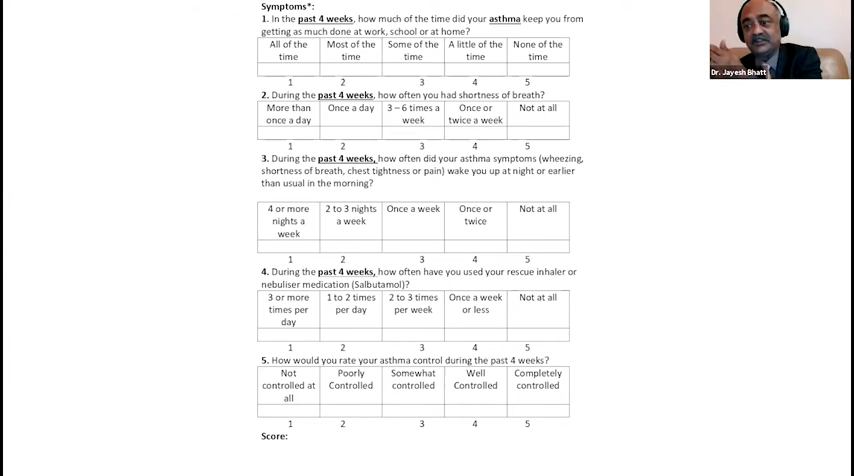 Symptoms*:
1. In the past 4 weeks, how much of the time did your asthma keep you from
getting as much done at work, school or at home?
All of the time Most of the time Some of the time A little of the time None of the time
1 2 3 4 5
2. During the past 4 weeks, how often you had shortness of breath?
More than once a day Once a day 3 – 6 times a week Once or twice a week Not at all
1 2 3 4 5
3. During the past 4 weeks, how often did your asthma symptoms (wheezing,
shortness of breath, chest tightness or pain) wake you up at night or earlier
than usual in the morning?
4 or more nights a week 2 to 3 nights a week Once a week Once or twice Not at all
1 2 3 4 5
4. During the past 4 weeks, how often have you used your rescue inhaler or
nebuliser medication (Salbutamol)?
3 or more times per day 1 to 2 times per day 2 to 3 times per week Once a week or less Not at all
1 2 3 4 5
5. How would you rate your asthma control during the past 4 weeks?
Not controlled at all Poorly Controlled Somewhat controlled Well Controlled Completely controlled
1 2 3 4 5
Score:
Dr. Jayesh Bhatt